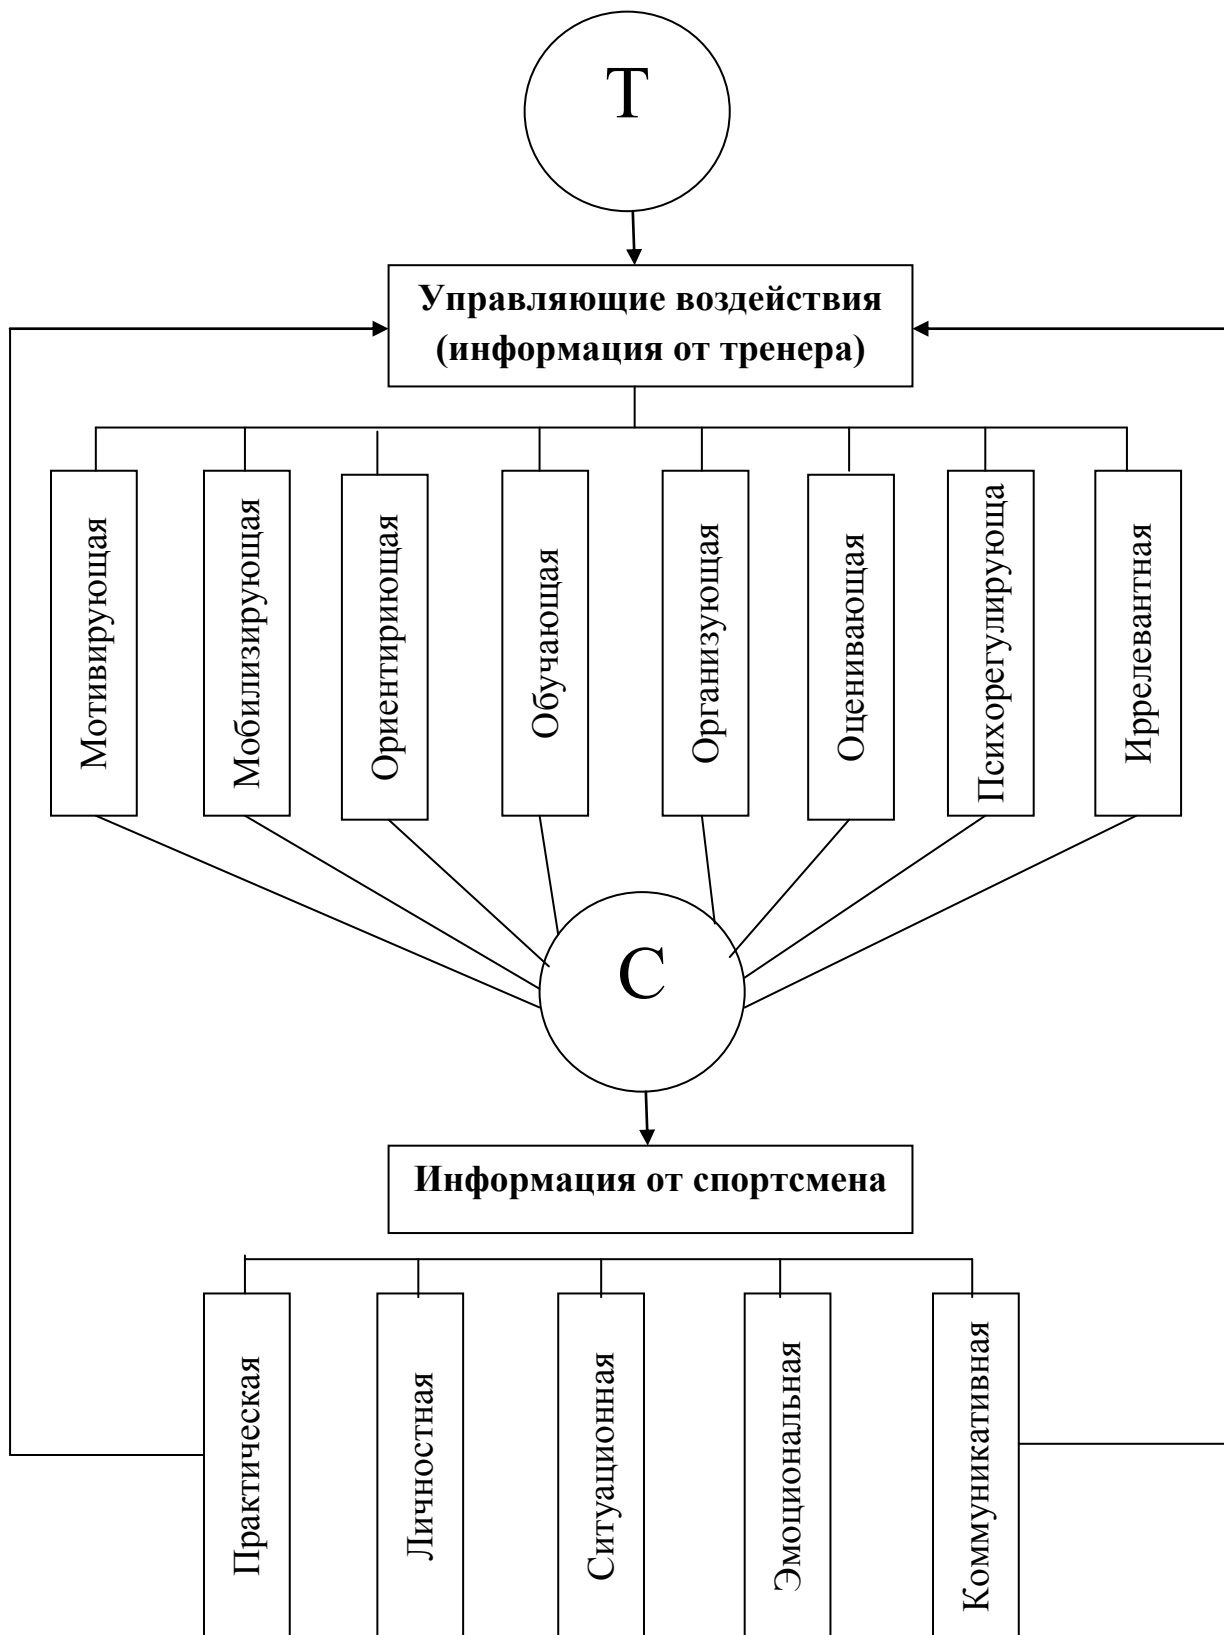 Т
Управляющие воздействия
(информация от тренера)
Мотивирующая
Мобилизирующая
Ориентириющая
Обучающая
Организующая
Оценивающая
Психорегулирующа
Иррелевантная
С
Информация от спортсмена
Практическая
Личностная
Ситуационная
Эмоциональная
Коммуникативная